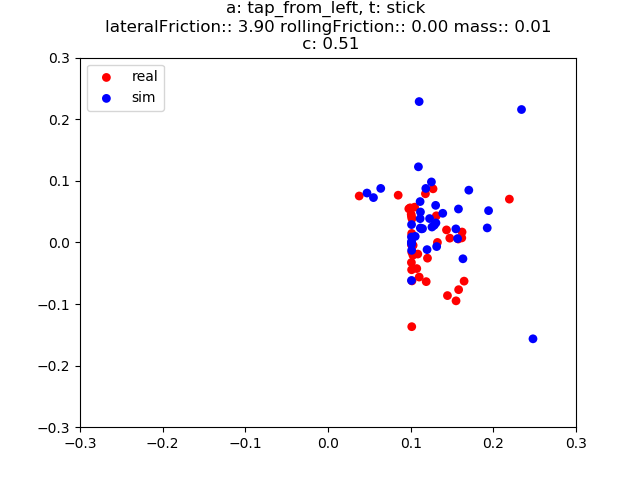 a: tap_from_left, t: stick
lateralFriction:: 3.90 rollingFriction:: 0.00 mass:: 0.01
c: 0.51
real
sim
0.3
0.2
0.1
0.0
−0.1
−0.2
−0.3
−0.3
−0.2
−0.1
0.0
0.1
0.2
0.3